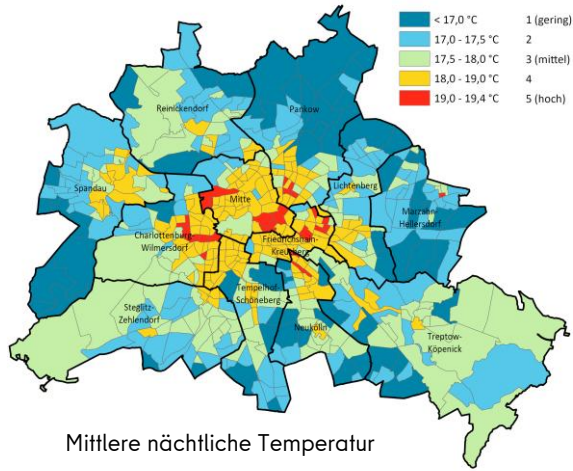 < 17,0 °C 1 (gering)
17,0 - 17,5 °C 2
17,5 - 18,0 °C 3 (mittel)
18,0 - 19,0 °C 4
19,0 - 19,4 °C 5 (hoch)
Reinickendorf
Pankow
Spandau
Mitte
Lichtenberg
Marzahn-
Hellersdorf
Charlottenburg-
Wilmersdorf
Friedrichshain-
Kreuzberg
Tempelhof-
Schöneberg
Steglitz-
Zehlendorf
Neukölln
Treptow-
Köpenick
Mittlere nächtliche Temperatur